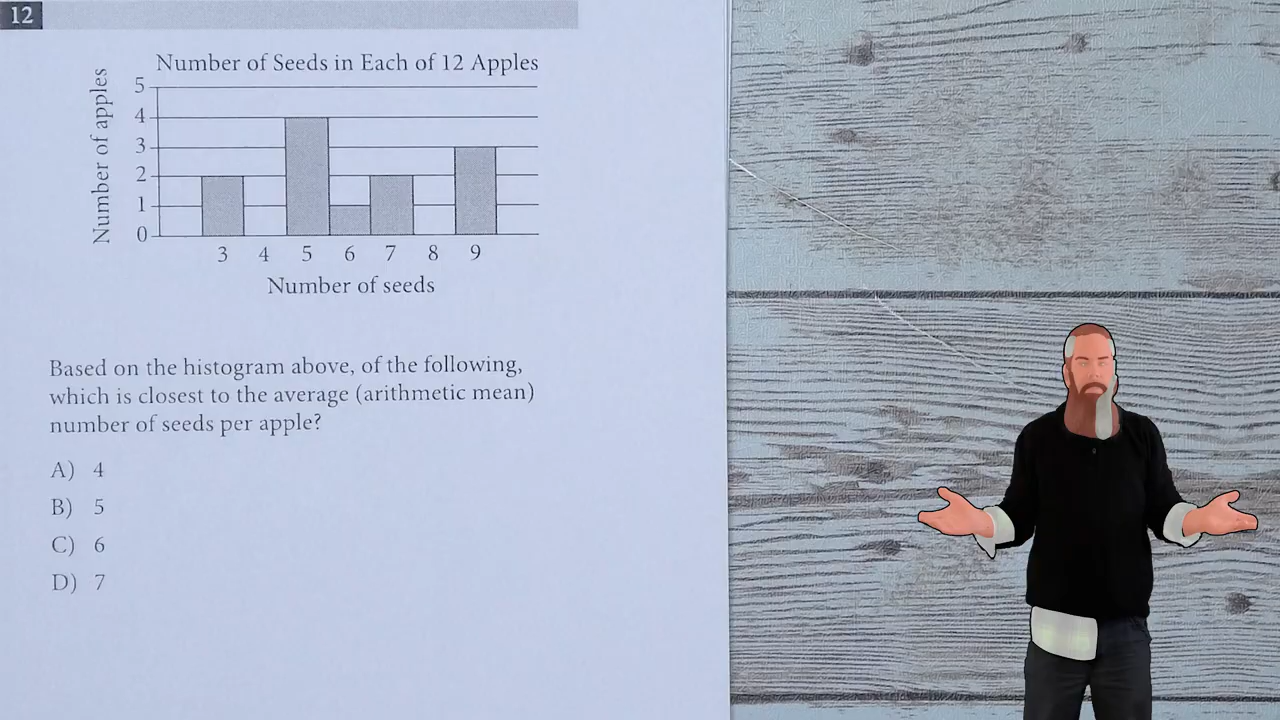 12
Number of Seeds in Each of 12 Apples
Number of apples
5
4
3
2
1
0
3 4 5 6 7 8 9
Number of seeds
Based on the histogram above, of the following,
which is closest to the average (arithmetic mean)
number of seeds per apple?
A) 4
B) 5
C) 6
D) 7